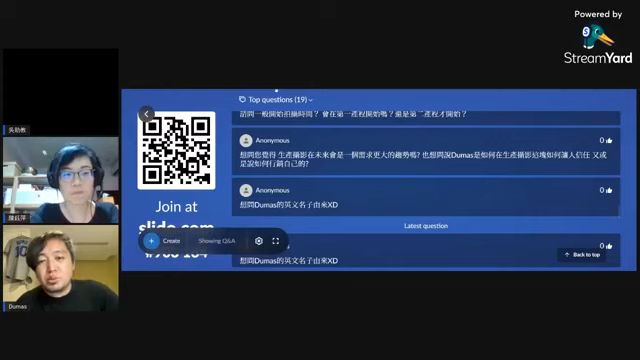 Powered by
StreamYard
Top questions (19)
請問一般開始拍攝時間？ 會在第一產程開始嗎？還是第二產程才開始？
Anonymous
0
想問您覺得 生產攝影在未來會是一個需求更大的趨勢嗎? 也想問說Dumas是如何在生產攝影這塊如何讓人信任 又或
是說如何行銷自己的?
Anonymous
0
想問Dumas的英文名子由來XD
Latest question
0
想問Dumas的英文名子由來XD
Back to top
Join at
slido.com
Create
Showing Q&A
吳助教
Dumas